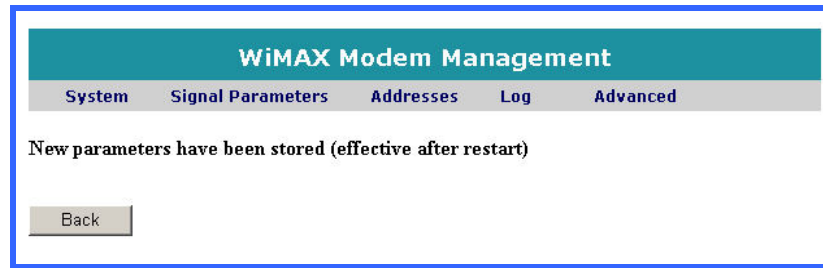 WiMAX Modem Management
System Signal Parameters Addresses Log Advanced
New parameters have been stored (effective after restart)
Back